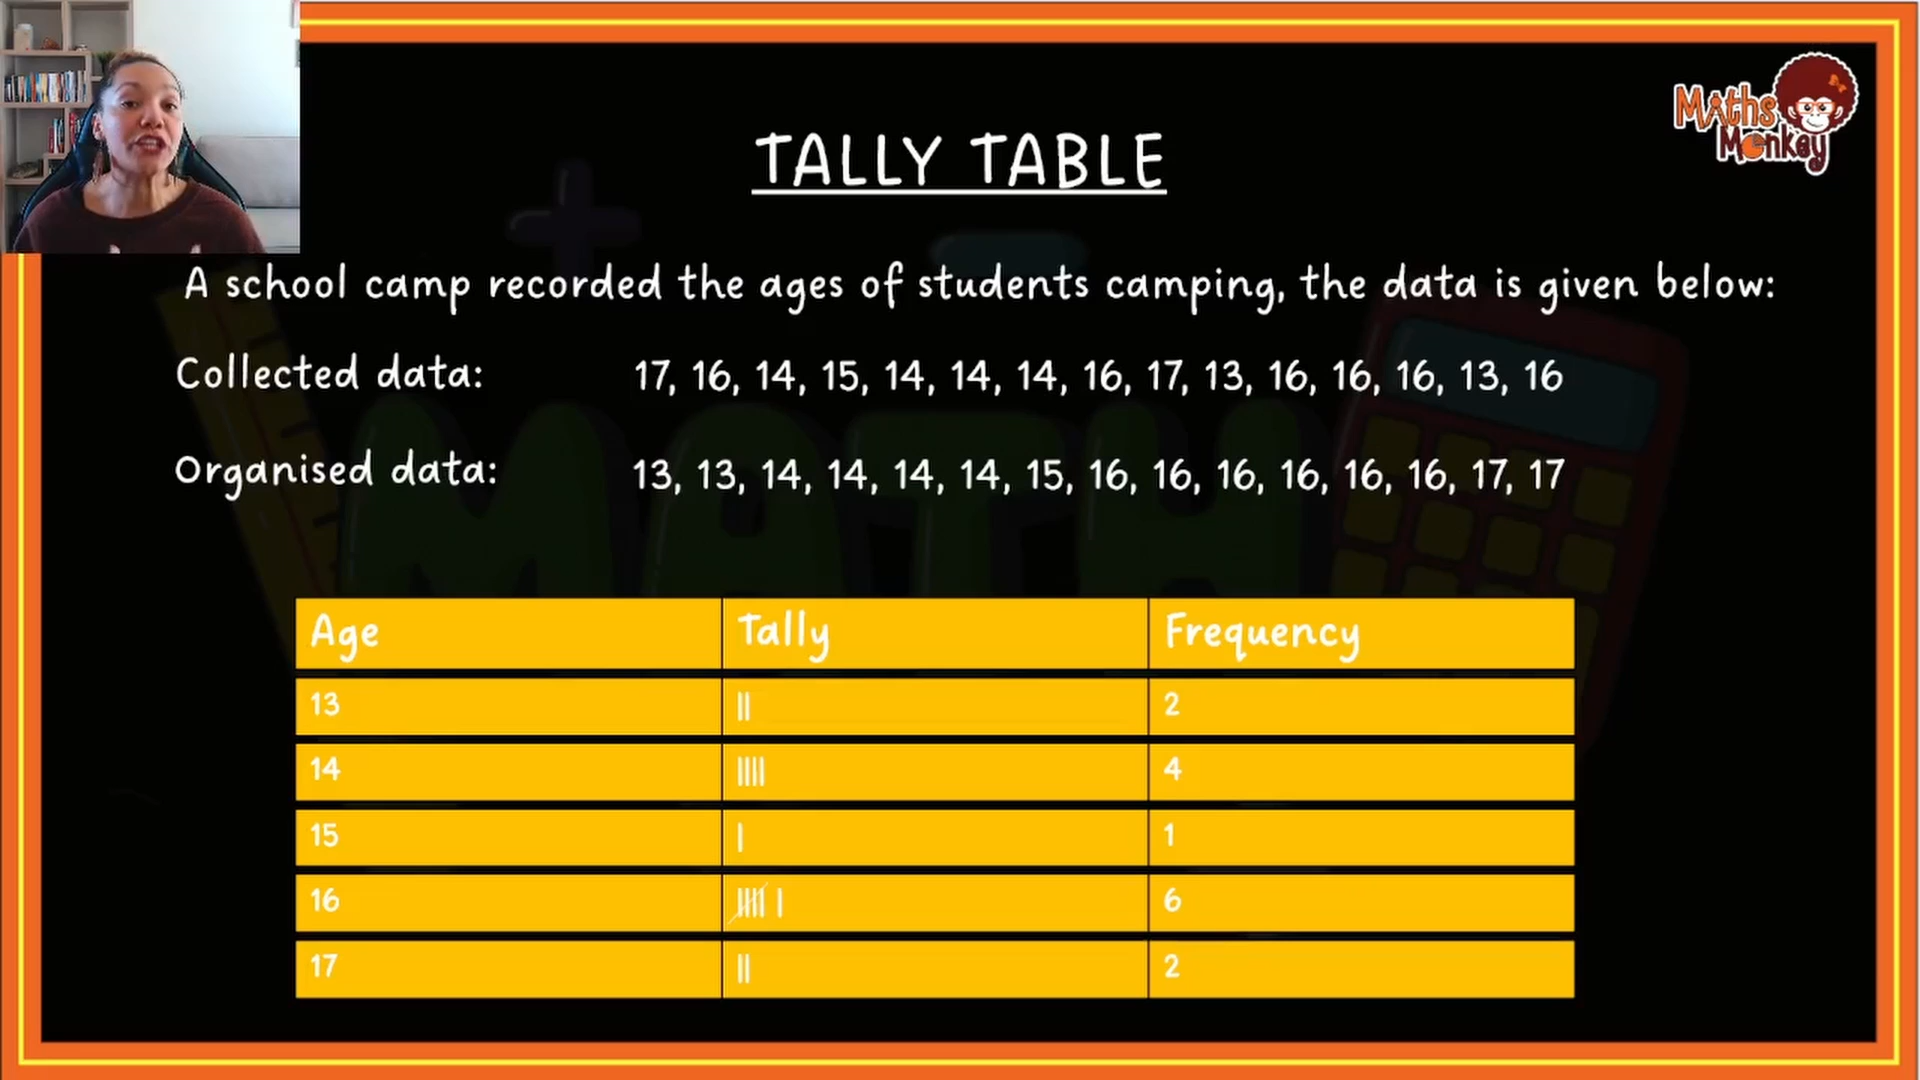 Maths
Monkey
TALLY TABLE
A school camp recorded the ages of students camping, the data is given below:
Collected data: 17, 16, 14, 15, 14, 14, 14, 16, 17, 13, 16, 16, 16, 13, 16
Organised data: 13, 13, 14, 14, 14, 14, 15, 16, 16, 16, 16, 16, 16, 17, 17
MATH
Age Tally Frequency
13 || 2
14 |||| 4
15 | 1
16 |||| | 6
17 || 2